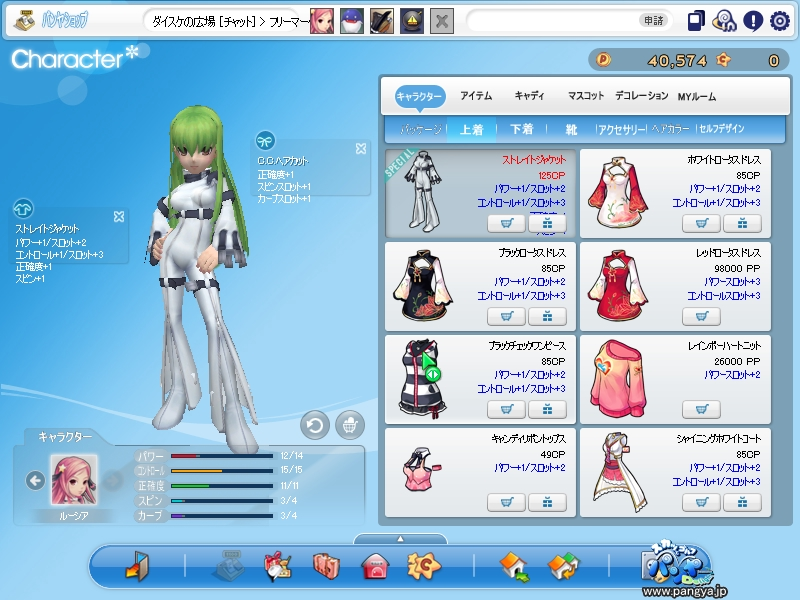 パンヤショップ
ダイスケの広場 [チャット] > フリーマー
申請
Character*
40,574
0
キャラクター アイテム キャディ マスコット デコレーション MYルーム
パッケージ 上着 下着 靴 アクセサリー ヘアカラー セルフデザイン
C.C.ヘアカット
正確度+1
スピンスロット+1
カーブスロット+1
ストレイトジャケット
パワー+1/スロット+2
コントロール+1/スロット+3
正確度+1
スピン+1
SPECIAL
ストレイトジャケット
125CP
パワー+1/スロット+2
コントロール+1/スロット+3
ホワイトロータスドレス
85CP
パワー+1/スロット+2
コントロール+1/スロット+3
ブラックロータスドレス
85CP
パワー+1/スロット+2
コントロール+1/スロット+3
レッドロータスドレス
98000 PP
パワースロット+3
コントロールスロット+3
ブラックチェックワンピース
85CP
パワー+1/スロット+2
コントロール+1/スロット+3
レインボーハートニット
26000 PP
パワースロット+2
キャンディリボントップス
49CP
パワー+1/スロット+2
シャイニングホワイトコート
85CP
パワー+1/スロット+2
コントロール+1/スロット+3
キャラクター
ルーシア
パワー 12/14
コントロール 15/15
正確度 11/11
スピン 3/4
カーブ 3/4
www.pangya.jp